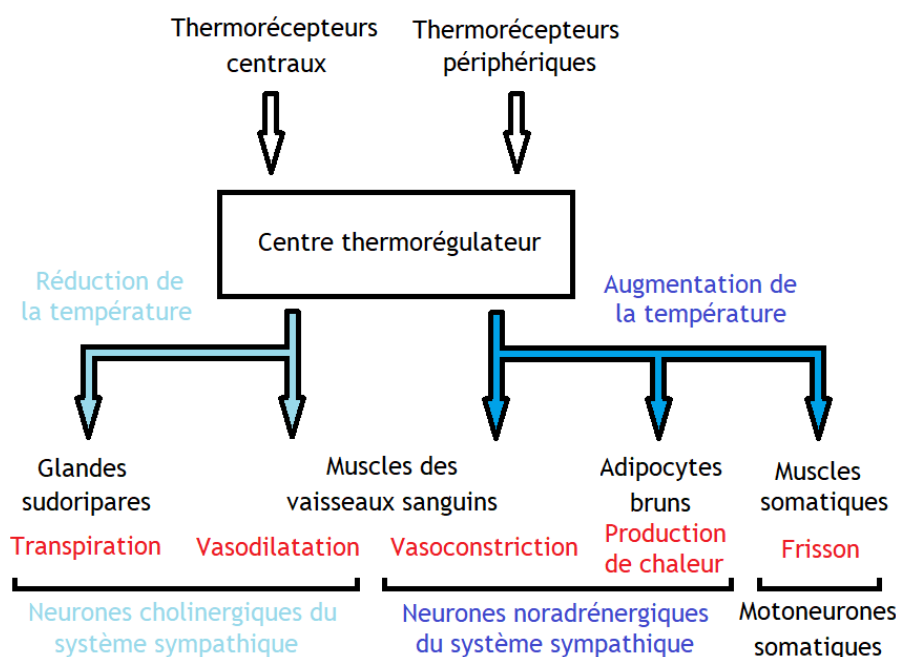 Thermorécepteurs
centraux
Thermorécepteurs
périphériques
Centre thermorégulateur
Réduction de
la température
Augmentation de
la température
Glandes
sudoripares
Muscles des
vaisseaux sanguins
Adipocytes
bruns
Muscles
somatiques
Transpiration
Vasodilatation
Vasoconstriction
Production
de chaleur
Frisson
Neurones cholinergiques du
système sympathique
Neurones noradrénergiques
du système sympathique
Motoneurones
somatiques